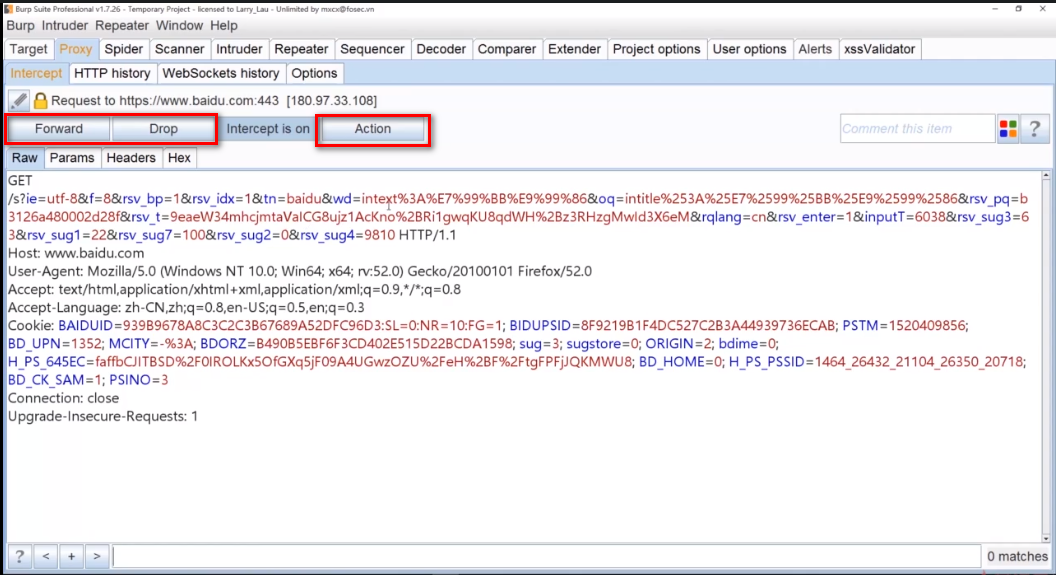 Burp Suite Professional v1.7.26 - Temporary Project - licensed to Larry_Lau - Unlimited by mxcx@fosec.vn
Burp Intruder Repeater Window Help
Target Proxy Spider Scanner Intruder Repeater Sequencer Decoder Comparer Extender Project options User options Alerts xssValidator
Intercept HTTP history WebSockets history Options
Request to https://www.baidu.com:443 [180.97.33.108]
Forward Drop Intercept is on Action Comment this item ?
Raw Params Headers Hex
GET
/s?ie=utf-8&f=8&rsv_bp=1&rsv_idx=1&tn=baidu&wd=intext%3A%E7%99%BB%E9%99%86&oq=intitle%253A%25E7%2599%25BB%25E9%2599%2586&rsv_pq=b
3126a480002d28f&rsv_t=9eaeW34mhcjmtaVaICG8ujz1AcKno%2BRi1gwqKU8qdWH%2Bz3RHzgMwld3X6eM&rqlang=cn&rsv_enter=1&inputT=6038&rsv_sug3=6
3&rsv_sug1=22&rsv_sug7=100&rsv_sug2=0&rsv_sug4=9810 HTTP/1.1
Host: www.baidu.com
User-Agent: Mozilla/5.0 (Windows NT 10.0; Win64; x64; rv:52.0) Gecko/20100101 Firefox/52.0
Accept: text/html,application/xhtml+xml,application/xml;q=0.9,*/*;q=0.8
Accept-Language: zh-CN,zh;q=0.8,en-US;q=0.5,en;q=0.3
Cookie: BAIDUID=939B9678A8C3C2C3B67689A52DFC96D3:SL=0:NR=10:FG=1; BIDUPSID=8F9219B1F4DC527C2B3A44939736ECAB; PSTM=1520409856;
BD_UPN=1352; MCITY=-%3A; BDORZ=B490B5EBF6F3CD402E515D22BCDA1598; sug=3; sugstore=0; ORIGIN=2; bdime=0;
H_PS_645EC=faffbCJITBSD%2F0IROLKx5OfGXq5jF09A4UGwzOZU%2FeH%2BF%2FtgFPFjJQKMWU8; BD_HOME=0; H_PS_PSSID=1464_26432_21104_26350_20718;
BD_CK_SAM=1; PSINO=3
Connection: close
Upgrade-Insecure-Requests: 1
? < + > 0 matches